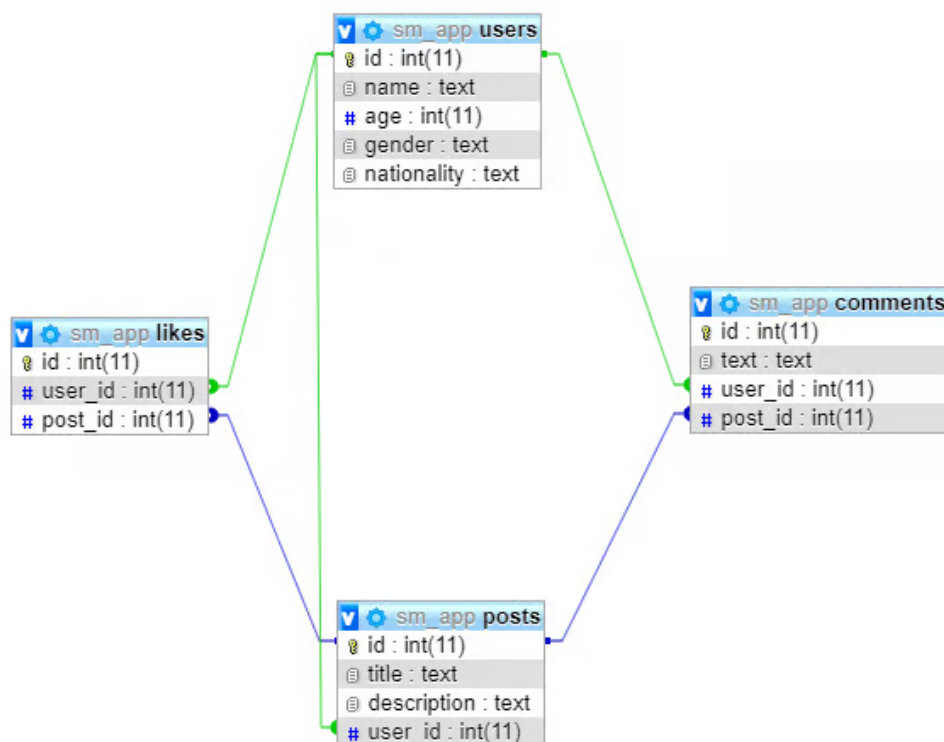 sm_app users
id : int(11)
name : text
age : int(11)
gender : text
nationality : text
sm_app likes
id : int(11)
user_id : int(11)
post_id : int(11)
sm_app comments
id : int(11)
text : text
user_id : int(11)
post_id : int(11)
sm_app posts
id : int(11)
title : text
description : text
user_id : int(11)